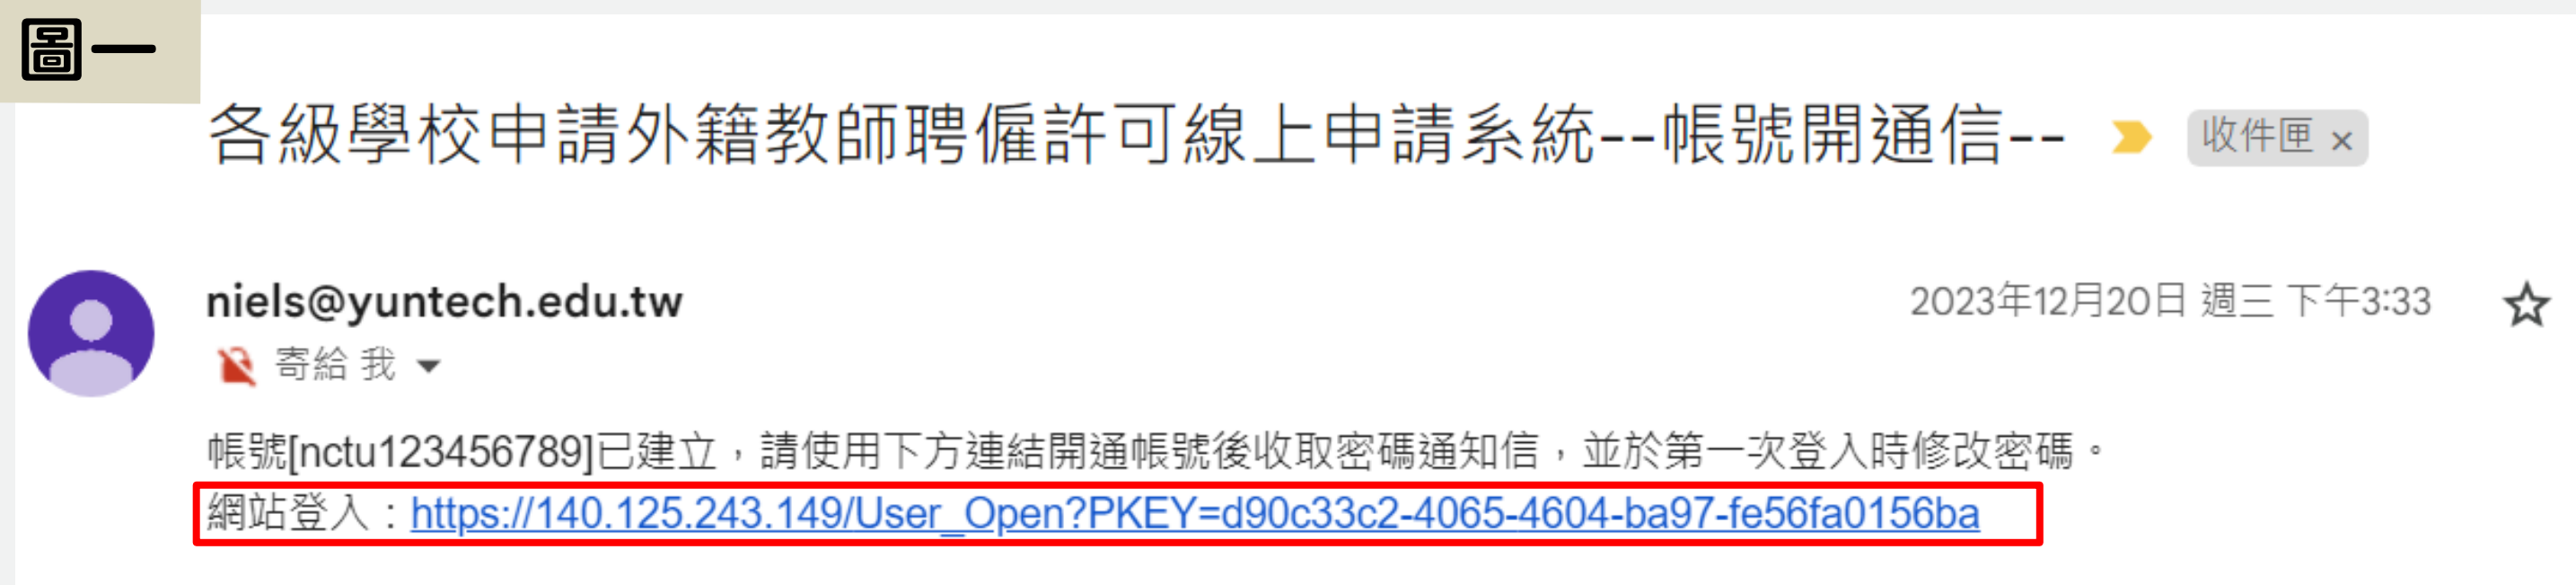 圖一
各級學校申請外籍教師聘僱許可線上申請系統--帳號開通信-- 收件匣 ×
niels@yuntech.edu.tw 2023年12月20日 週三 下午3:33
寄給 我
帳號[nctu123456789]已建立，請使用下方連結開通帳號後收取密碼通知信，並於第一次登入時修改密碼。
網站登入：https://140.125.243.149/User_Open?PKEY=d90c33c2-4065-4604-ba97-fe56fa0156ba